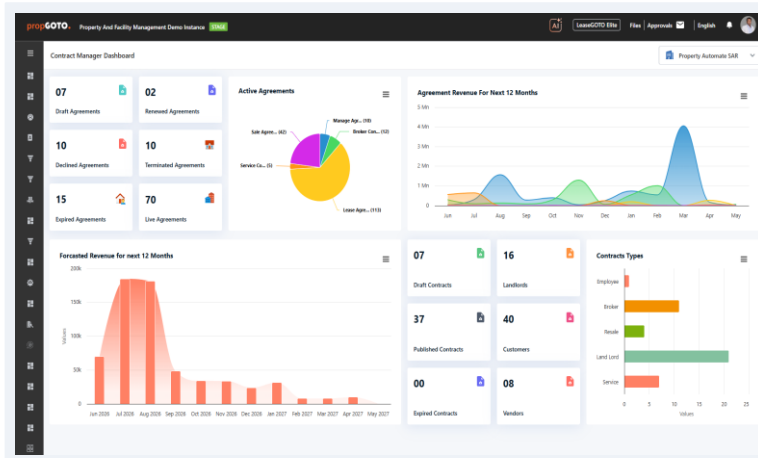 propGOTO. Property And Facility Management Demo Instance STAGE
AI LeaseGOTO Elite Files Approvals English
Contract Manager Dashboard
Property Automate SAR
07
Draft Agreements
02
Renewed Agreements
10
Declined Agreements
10
Terminated Agreements
15
Expired Agreements
70
Live Agreements
Active Agreements
Manage Agr... (10)
Sale Agree... (42)
Service Co... (5)
Lease Agre... (113)
Agreement Revenue For Next 12 Months
5 Mn
4 Mn
3 Mn
2 Mn
1 Mn
0
Jun Jul Aug Sep Oct Nov Dec Jan Feb Mar Apr May
Forcasted Revenue for next 12 Months
200k
150k
100k
50k
0
Values
Jun 2026 Jul 2026 Aug 2026 Sep 2026 Oct 2026 Nov 2026 Dec 2026 Jan 2027 Feb 2027 Mar 2027 Apr 2027 May 2027
07
Draft Contracts
16
Landlords
37
Published Contracts
40
Customers
00
Expired Contracts
08
Vendors
Contracts Types
Employee
Broker
Resale
Land Lord
Service
0 5 10 15 20 25
Values